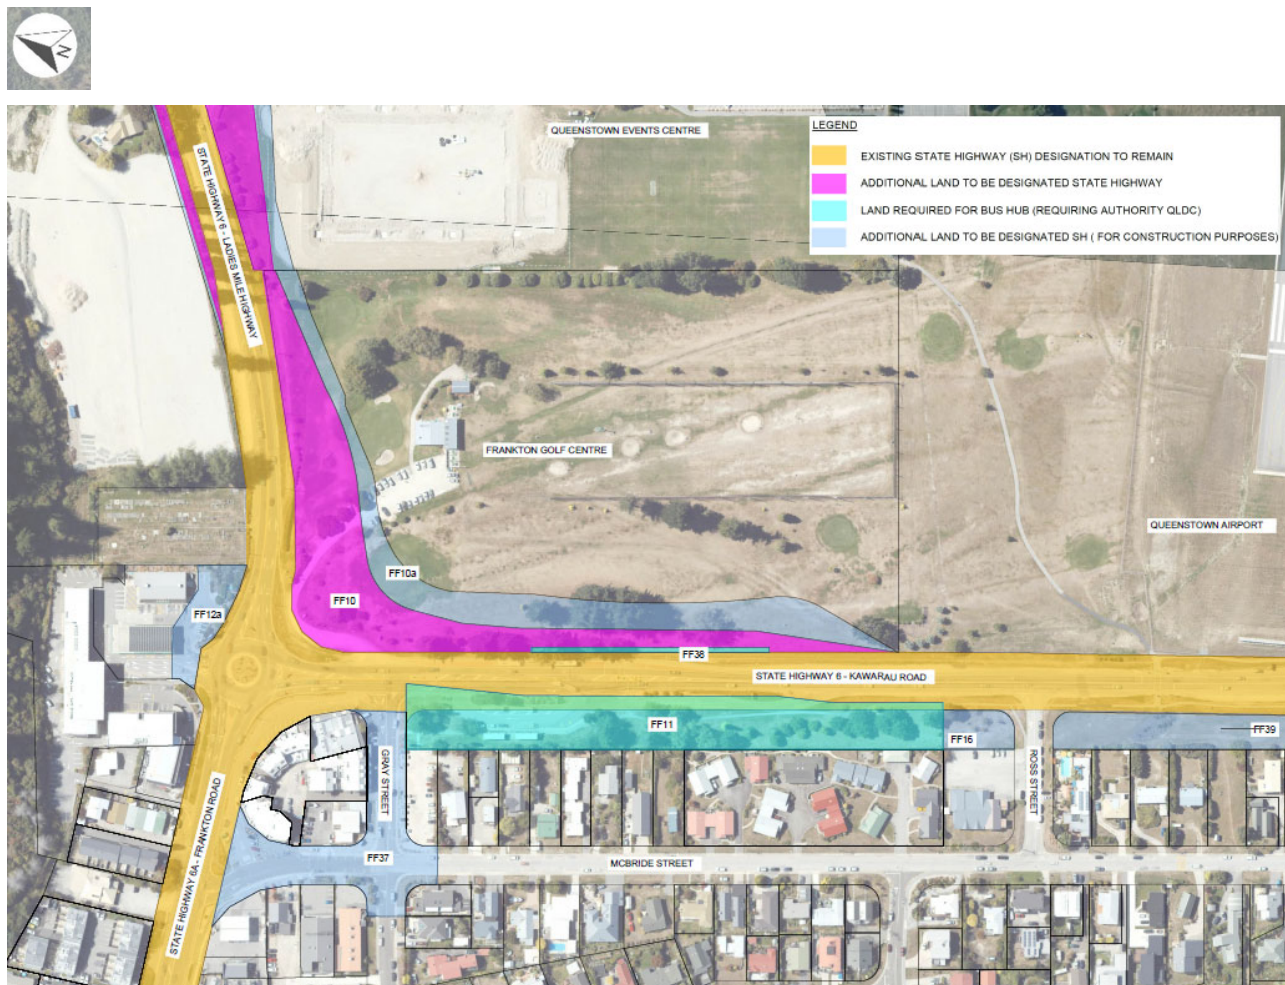 N
QUEENSTOWN EVENTS CENTRE
LEGEND
EXISTING STATE HIGHWAY (SH) DESIGNATION TO REMAIN
ADDITIONAL LAND TO BE DESIGNATED STATE HIGHWAY
LAND REQUIRED FOR BUS HUB (REQUIRING AUTHORITY QLDC)
ADDITIONAL LAND TO BE DESIGNATED SH ( FOR CONSTRUCTION PURPOSES)
STATE HIGHWAY 6 - LADIES MILE HIGHWAY
FRANKTON GOLF CENTRE
QUEENSTOWN AIRPORT
FF10a
FF10
FF12a
FF38
STATE HIGHWAY 6 - KAWARAU ROAD
FF11
FF16
FF39
GRAY STREET
ROSS STREET
STATE HIGHWAY 6A - FRANKTON ROAD
FF37
MCBRIDE STREET